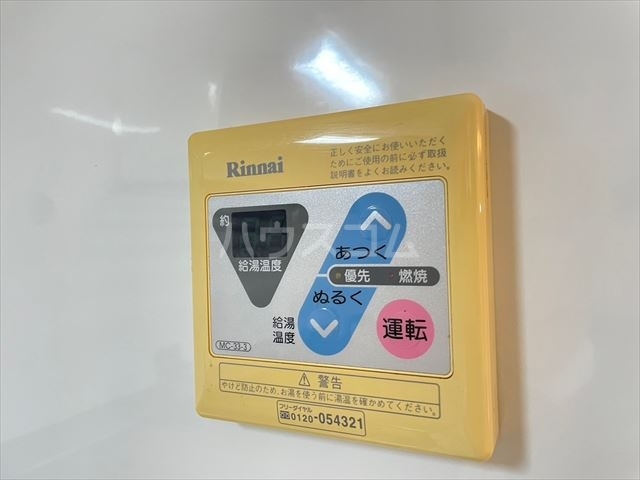 Rinnai
正しく安全にお使いいただく
ためにご使用の前に必ず取扱
説明書をよくお読みください。
約
給湯温度
あつく
優先 燃焼
ぬるく
給湯
温度
運転
MC-33-3
ハウスコム
⚠警告
やけど防止のため、お湯を使う前に湯温を確かめてください。
フリーダイヤル
0120-054321